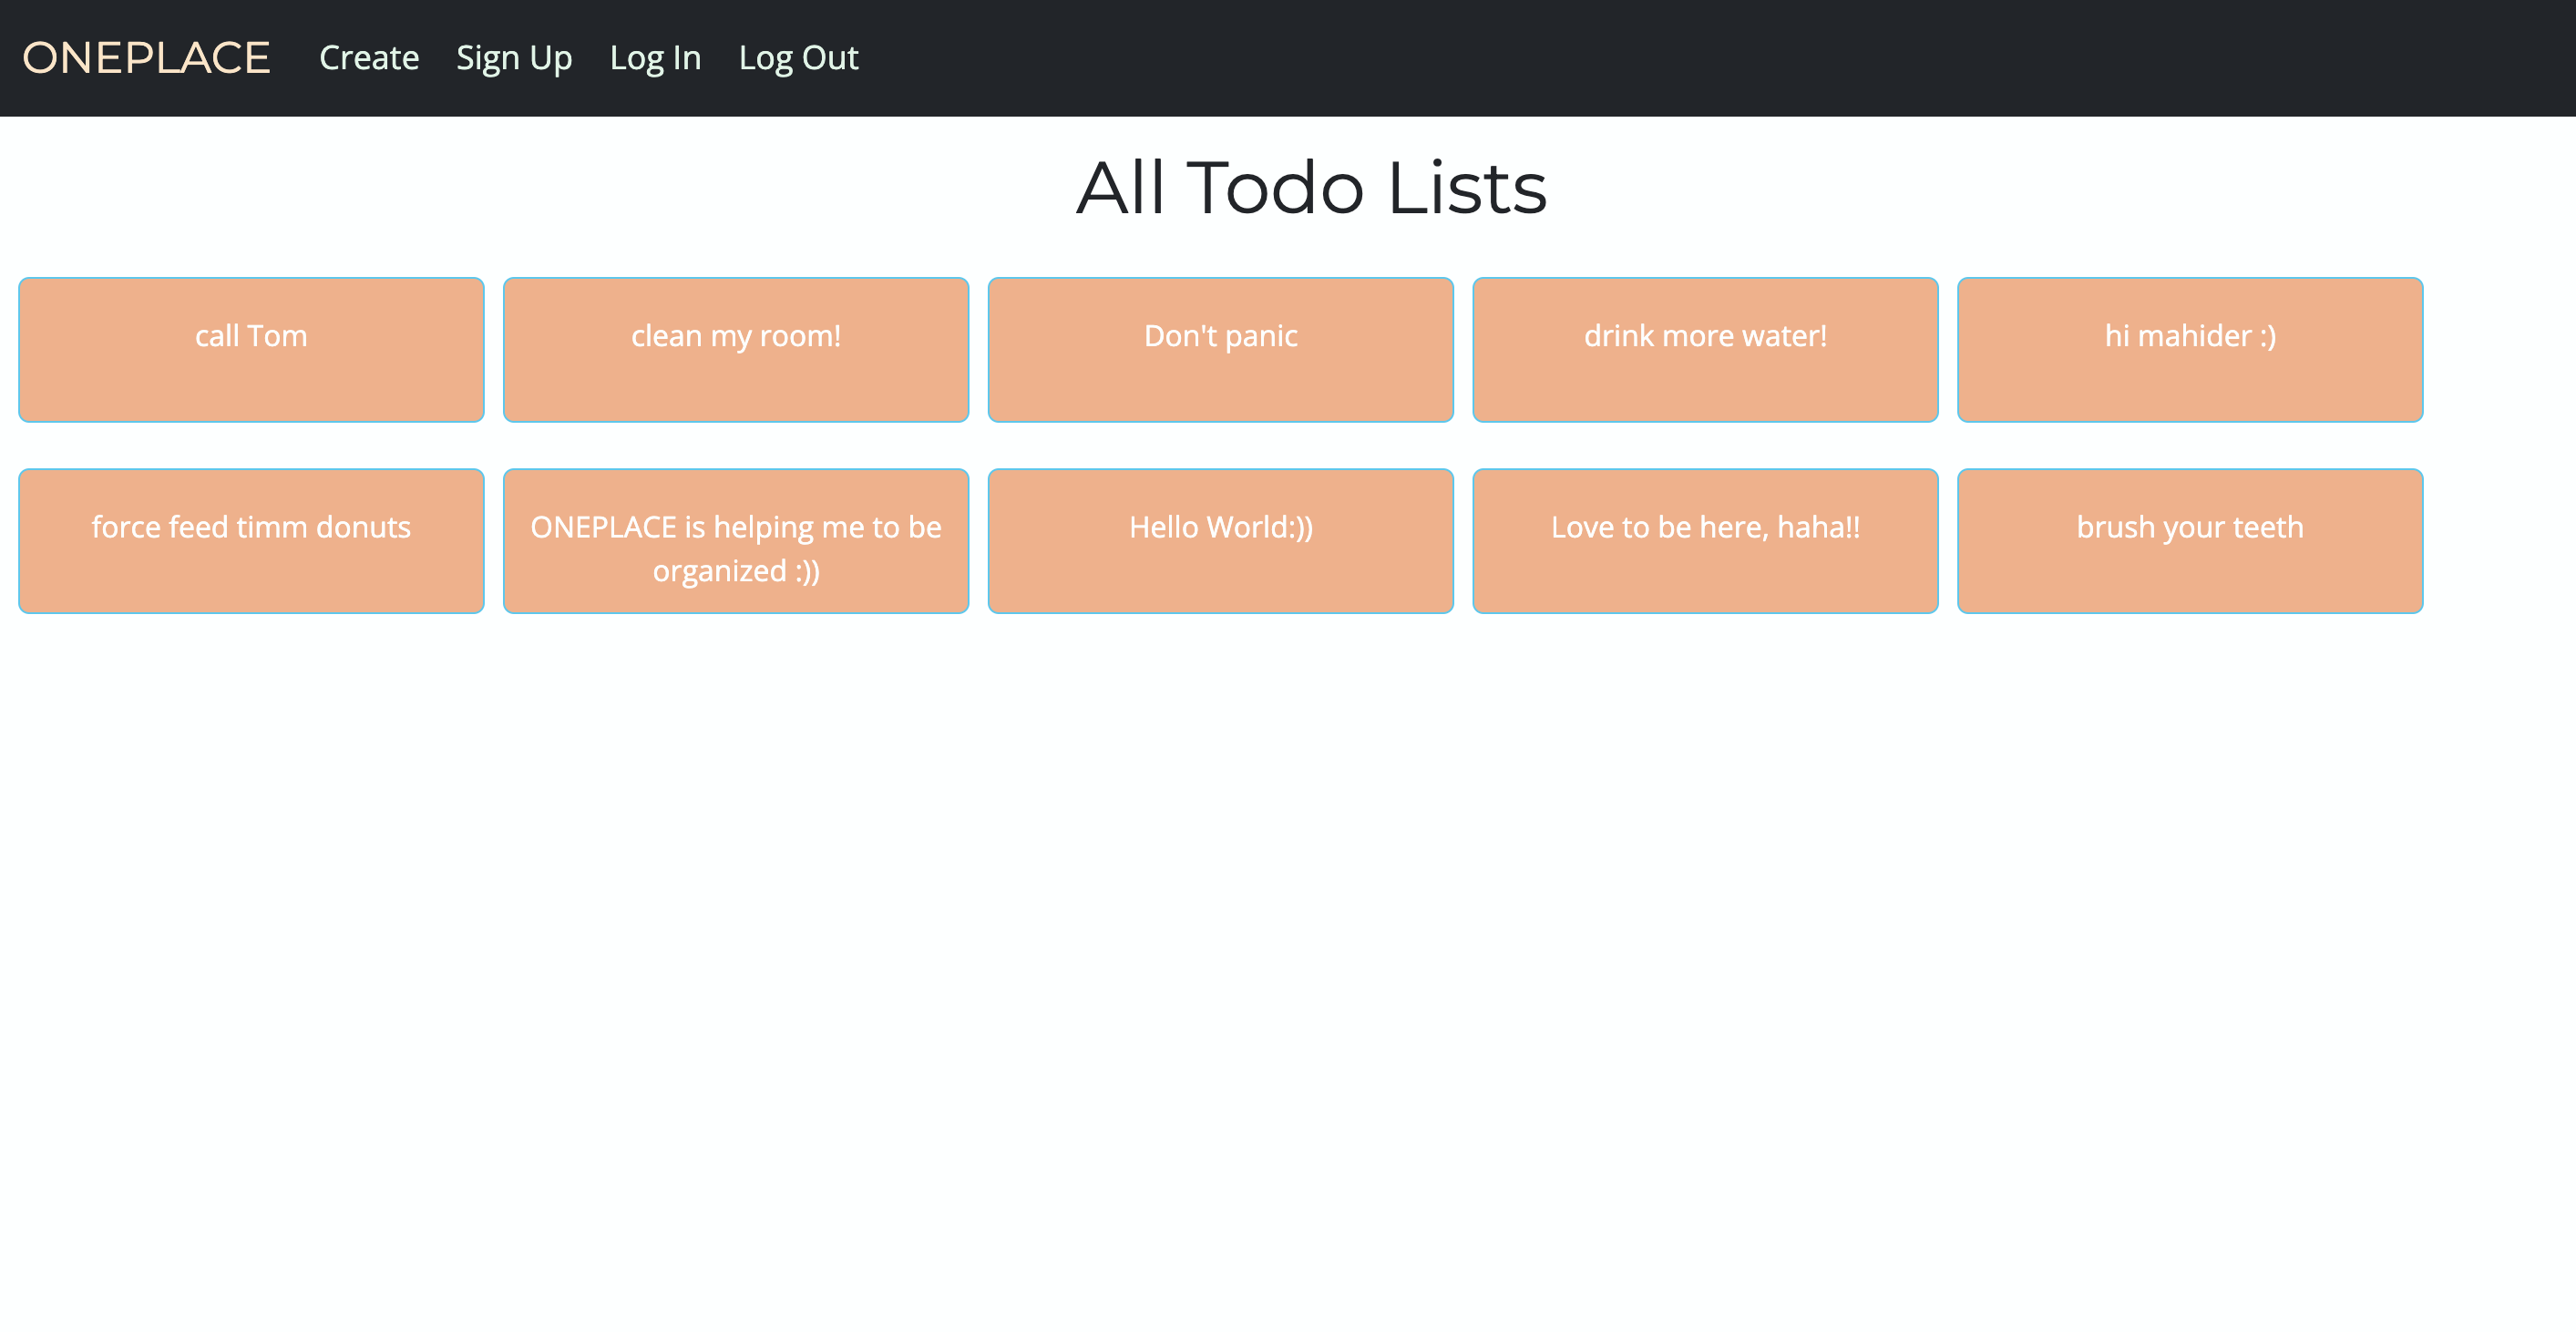 ONEPLACE Create Sign Up Log In Log Out
All Todo Lists
call Tom
clean my room!
Don't panic
drink more water!
hi mahider :)
force feed timm donuts
ONEPLACE is helping me to be
organized :))
Hello World:))
Love to be here, haha!!
brush your teeth